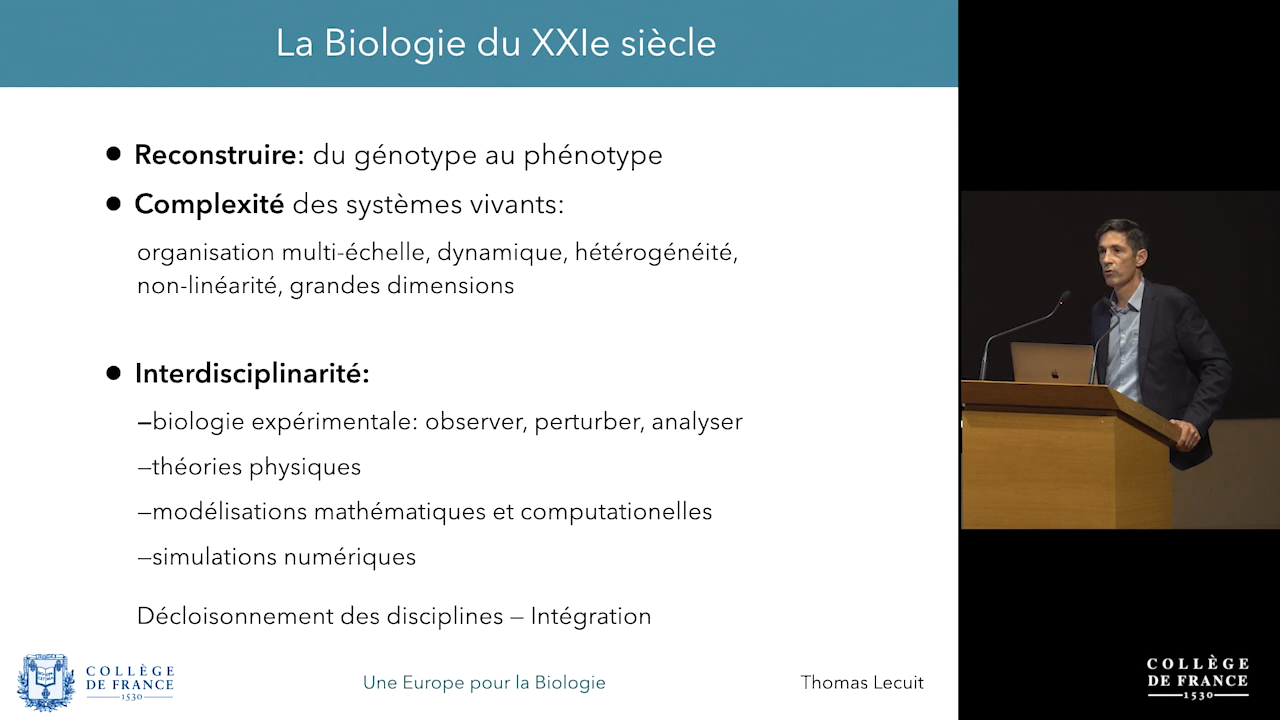 La Biologie du XXIe siècle
● Reconstruire: du génotype au phénotype
● Complexité des systèmes vivants:
organisation multi-échelle, dynamique, hétérogénéité,
non-linéarité, grandes dimensions
● Interdisciplinarité:
—biologie expérimentale: observer, perturber, analyser
—théories physiques
—modélisations mathématiques et computationelles
—simulations numériques
Décloisonnement des disciplines — Intégration
COLLÈGE
DE FRANCE
1530
Une Europe pour la Biologie
Thomas Lecuit
COLLÈGE
DE FRANCE
1530